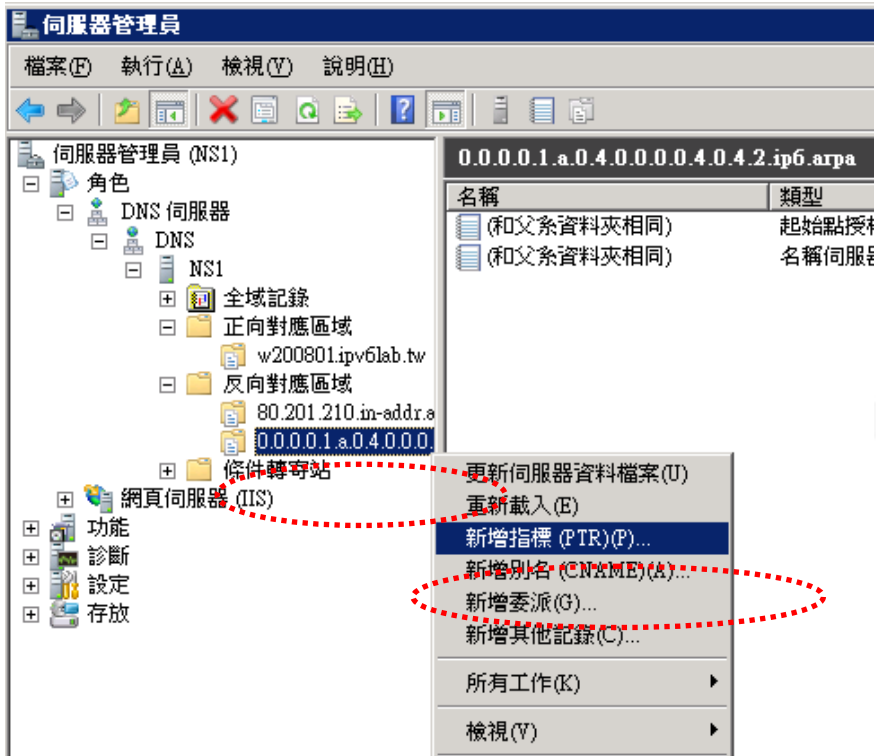 伺服器管理員
檔案(F) 執行(A) 檢視(V) 說明(H)
伺服器管理員 (NS1)
角色
DNS 伺服器
DNS
NS1
全域記錄
正向對應區域
w200801.ipv6lab.tw
反向對應區域
80.201.210.in-addr.a
0.0.0.0.1.a.0.4.0.0.0.
條件轉寄站
網頁伺服器 (IIS)
功能
診斷
設定
存放
0.0.0.0.1.a.0.4.0.0.0.0.4.0.4.2.ip6.arpa
名稱 類型
(和父系資料夾相同) 起始點授權
(和父系資料夾相同) 名稱伺服器
更新伺服器資料檔案(U)
重新載入(E)
新增指標 (PTR)(P)...
新增別名 (CNAME)(A)...
新增委派(G)...
新增其他記錄(C)...
所有工作(K)
檢視(V)